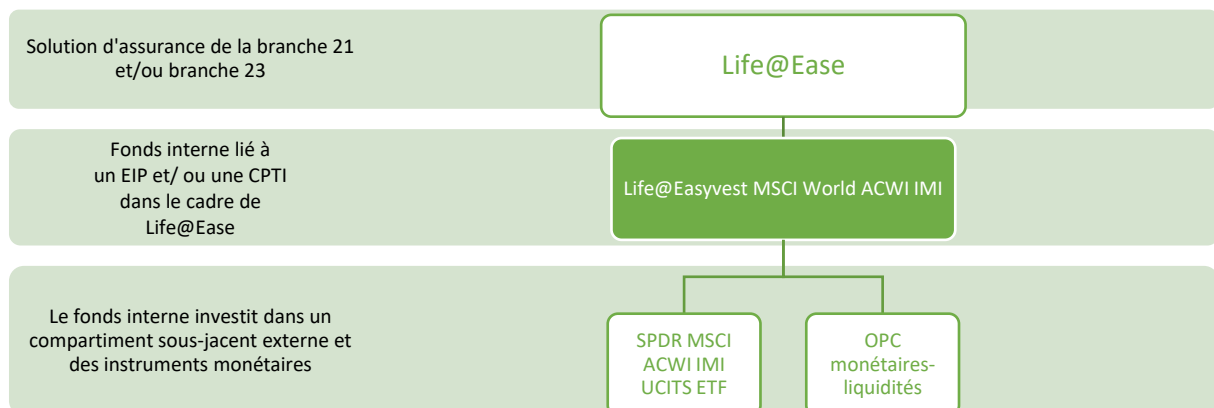 Solution d'assurance de la branche 21
et/ou branche 23
Life@Ease
Fonds interne lié à
un EIP et/ ou une CPTI
dans le cadre de
Life@Ease
Life@Easyvest MSCI World ACWI IMI
Le fonds interne investit dans un
compartiment sous-jacent externe et
des instruments monétaires
SPDR MSCI
ACWI IMI
UCITS ETF
OPC
monétaires-
liquidités